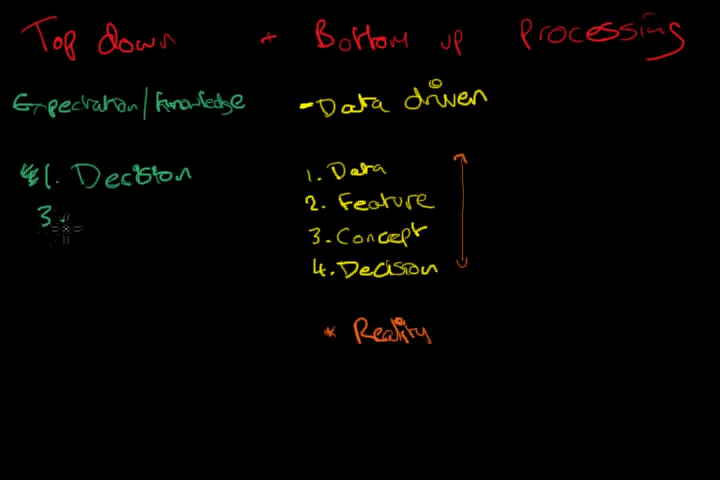 Top down + Bottom up processing
Expectation/knowledge
- Data driven
1. Decision
3.
1. Data
2. Feature
3. Concept
4. Decision
* Reality